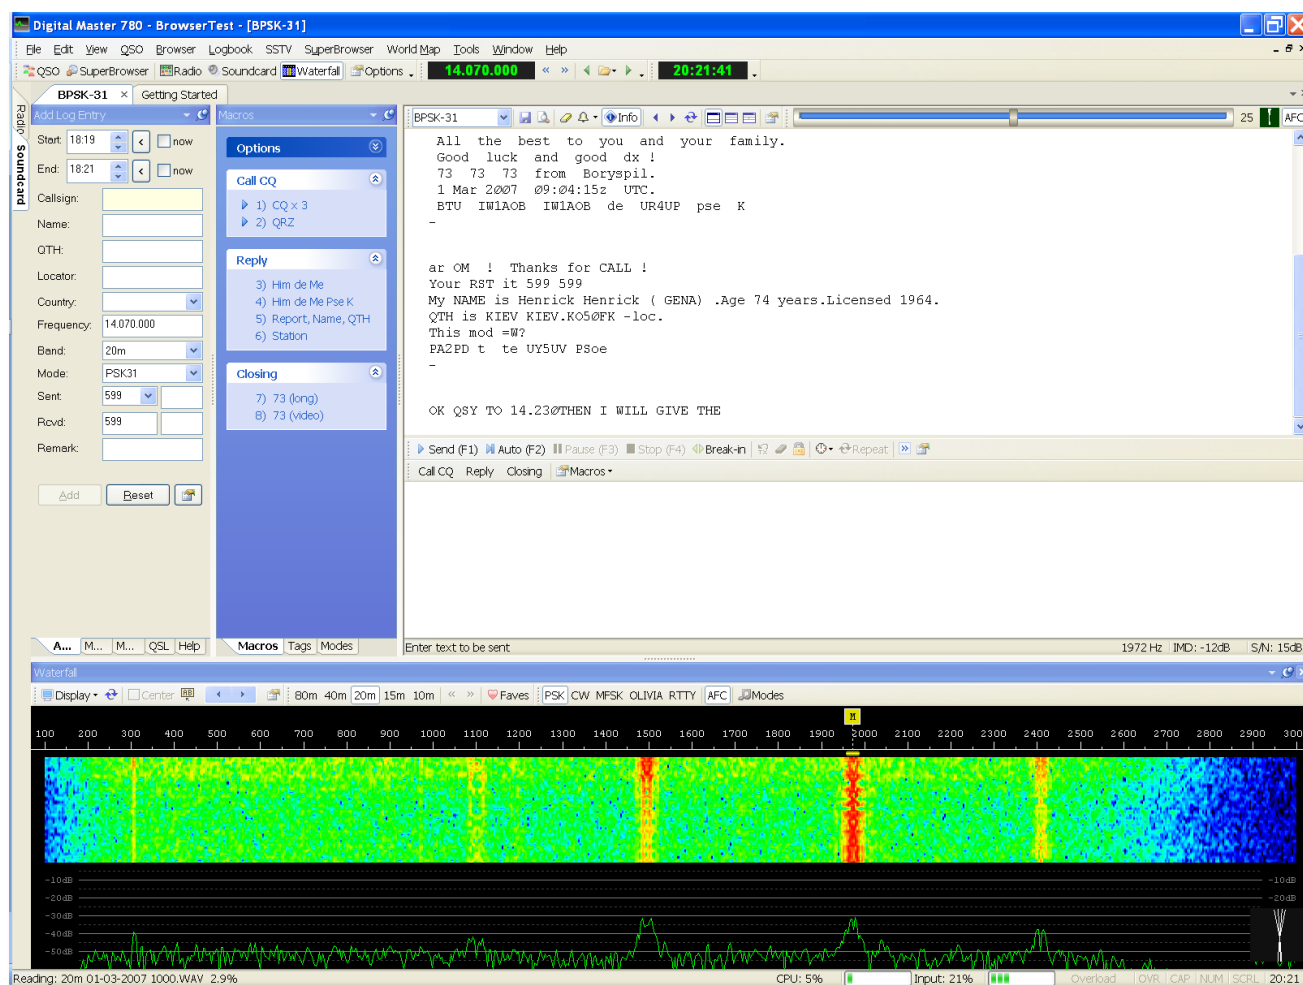 Digital Master 780 - BrowserTest - [BPSK-31]
File Edit View QSO Browser Logbook SSTV SuperBrowser World Map Tools Window Help
QSO SuperBrowser Radio Soundcard Waterfall Options 14.070.000 20:21:41
BPSK-31 Getting Started
Radio
Soundcard
Add Log Entry
Start: 18:19 < now
End: 18:21 < now
Callsign:
Name:
QTH:
Locator:
Country:
Frequency: 14.070.000
Band: 20m
Mode: PSK31
Sent: 599
Rcvd: 599
Remark:
Add Reset
A... M... M... QSL Help
Macros
Options
Call CQ
1) CQ x 3
2) QRZ
Reply
3) Him de Me
4) Him de Me Pse K
5) Report, Name, QTH
6) Station
Closing
7) 73 (long)
8) 73 (video)
Macros Tags Modes
BPSK-31 Info 25 AFC
All the best to you and your family.
Good luck and good dx !
73 73 73 from Boryspil.
1 Mar 2ØØ7 Ø9:Ø4:15z UTC.
BTU IW1AOB IW1AOB de UR4UP pse K
-
ar OM ! Thanks for CALL !
Your RST it 599 599
My NAME is Henrick Henrick ( GENA) .Age 74 years.Licensed 1964.
QTH is KIEV KIEV.KO5ØFK -loc.
This mod =W?
PA2PD t te UY5UV PSoe
-
OK QSY TO 14.23ØTHEN I WILL GIVE THE
Send (F1) Auto (F2) Pause (F3) Stop (F4) Break-in Repeat
Call CQ Reply Closing Macros
Enter text to be sent 1972 Hz IMD: -12dB S/N: 15dB
Waterfall
Display Center 80m 40m 20m 15m 10m Faves PSK CW MFSK OLIVIA RTTY AFC Modes
M
100 200 300 400 500 600 700 800 900 1000 1100 1200 1300 1400 1500 1600 1700 1800 1900 2000 2100 2200 2300 2400 2500 2600 2700 2800 2900 300
-10dB -10dB
-20dB -20dB
-30dB
-40dB
-50dB
Reading: 20m 01-03-2007 1000.WAV 2.9% CPU: 5% Input: 21% Overload OVR CAP NUM SCRL 20:21